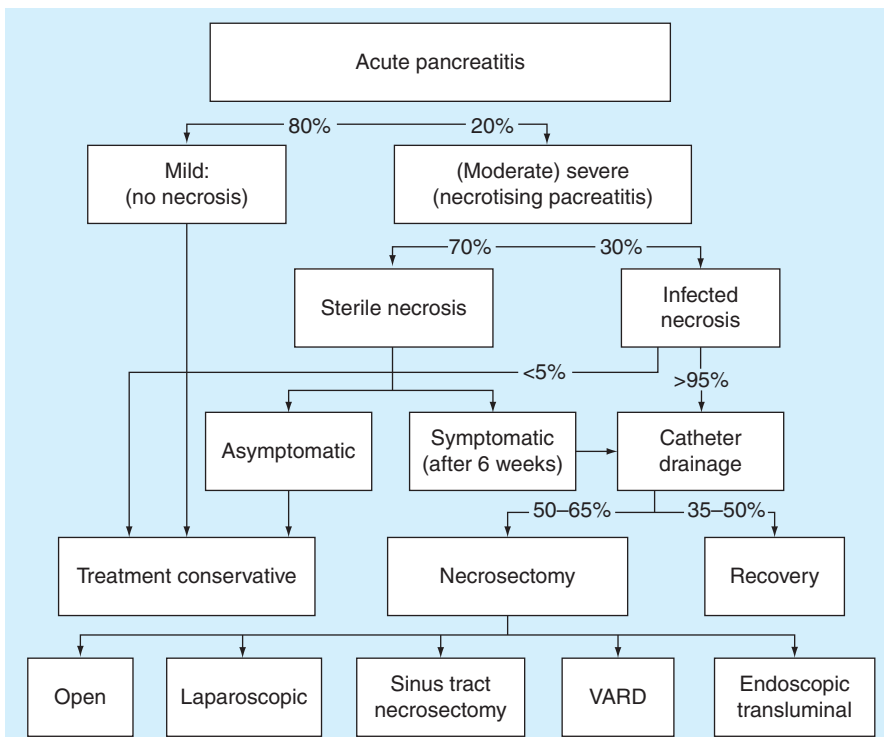 Acute pancreatitis
80%
20%
Mild:
(no necrosis)
(Moderate) severe
(necrotising pacreatitis)
70%
30%
Sterile necrosis
Infected
necrosis
<5%
>95%
Asymptomatic
Symptomatic
(after 6 weeks)
Catheter
drainage
50–65%
35–50%
Treatment conservative
Necrosectomy
Recovery
Open
Laparoscopic
Sinus tract
necrosectomy
VARD
Endoscopic
transluminal